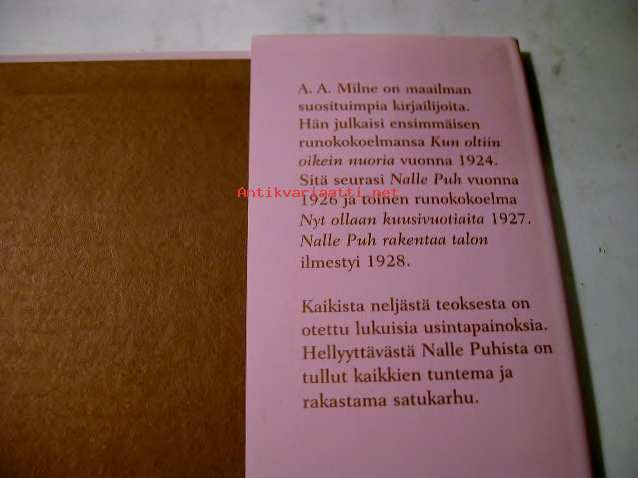 A. A. Milne on maailman
suosituimpia kirjailijoita.
Hän julkaisi ensimmäisen
runokokoelmansa Kun oltiin
oikein nuoria vuonna 1924.
Sitä seurasi Nalle Puh vuonna
Antikvariaatti.net
1926 ja toinen runokokoelma
Nyt ollaan kuusivuotiaita 1927.
Nalle Puh rakentaa talon
ilmestyi 1928.
Kaikista neljästä teoksesta on
otettu lukuisia usintapainoksia.
Hellyyttävästä Nalle Puhista on
tullut kaikkien tuntema ja
rakastama satukarhu.